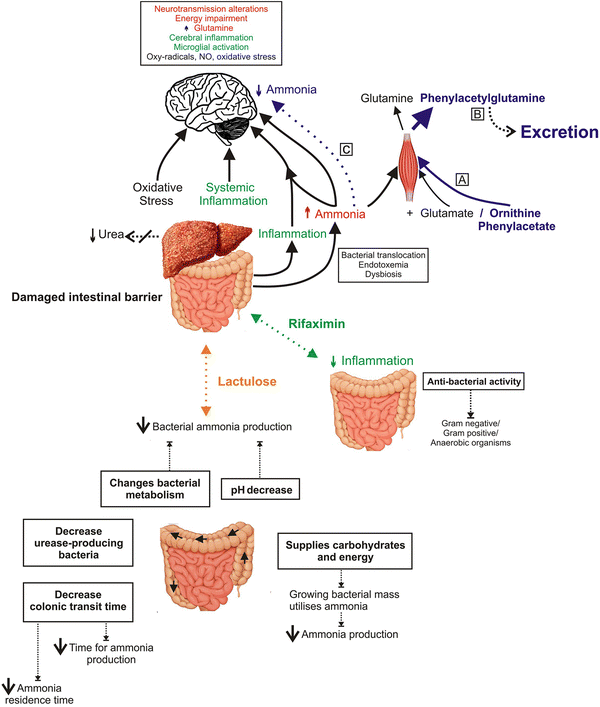 Neurotransmission alterations
Energy impairment
Glutamine
Cerebral inflammation
Microglial activation
Oxy-radicals, NO, oxidative stress
Ammonia
Glutamine
Phenylacetylglutamine
B
Excretion
C
A
Oxidative
Stress
Systemic
Inflammation
Ammonia
+ Glutamate / Ornithine
Phenylacetate
Urea
Inflammation
Bacterial translocation
Endotoxemia
Dysbiosis
Damaged intestinal barrier
Rifaximin
Inflammation
Lactulose
Anti-bacterial activity
Gram negative/
Gram positive/
Anaerobic organisms
Bacterial ammonia production
Changes bacterial
metabolism
pH decrease
Decrease
urease-producing
bacteria
Supplies carbohydrates
and energy
Decrease
colonic transit time
Growing bacterial mass
utilises ammonia
Ammonia production
Time for ammonia
production
Ammonia
residence time